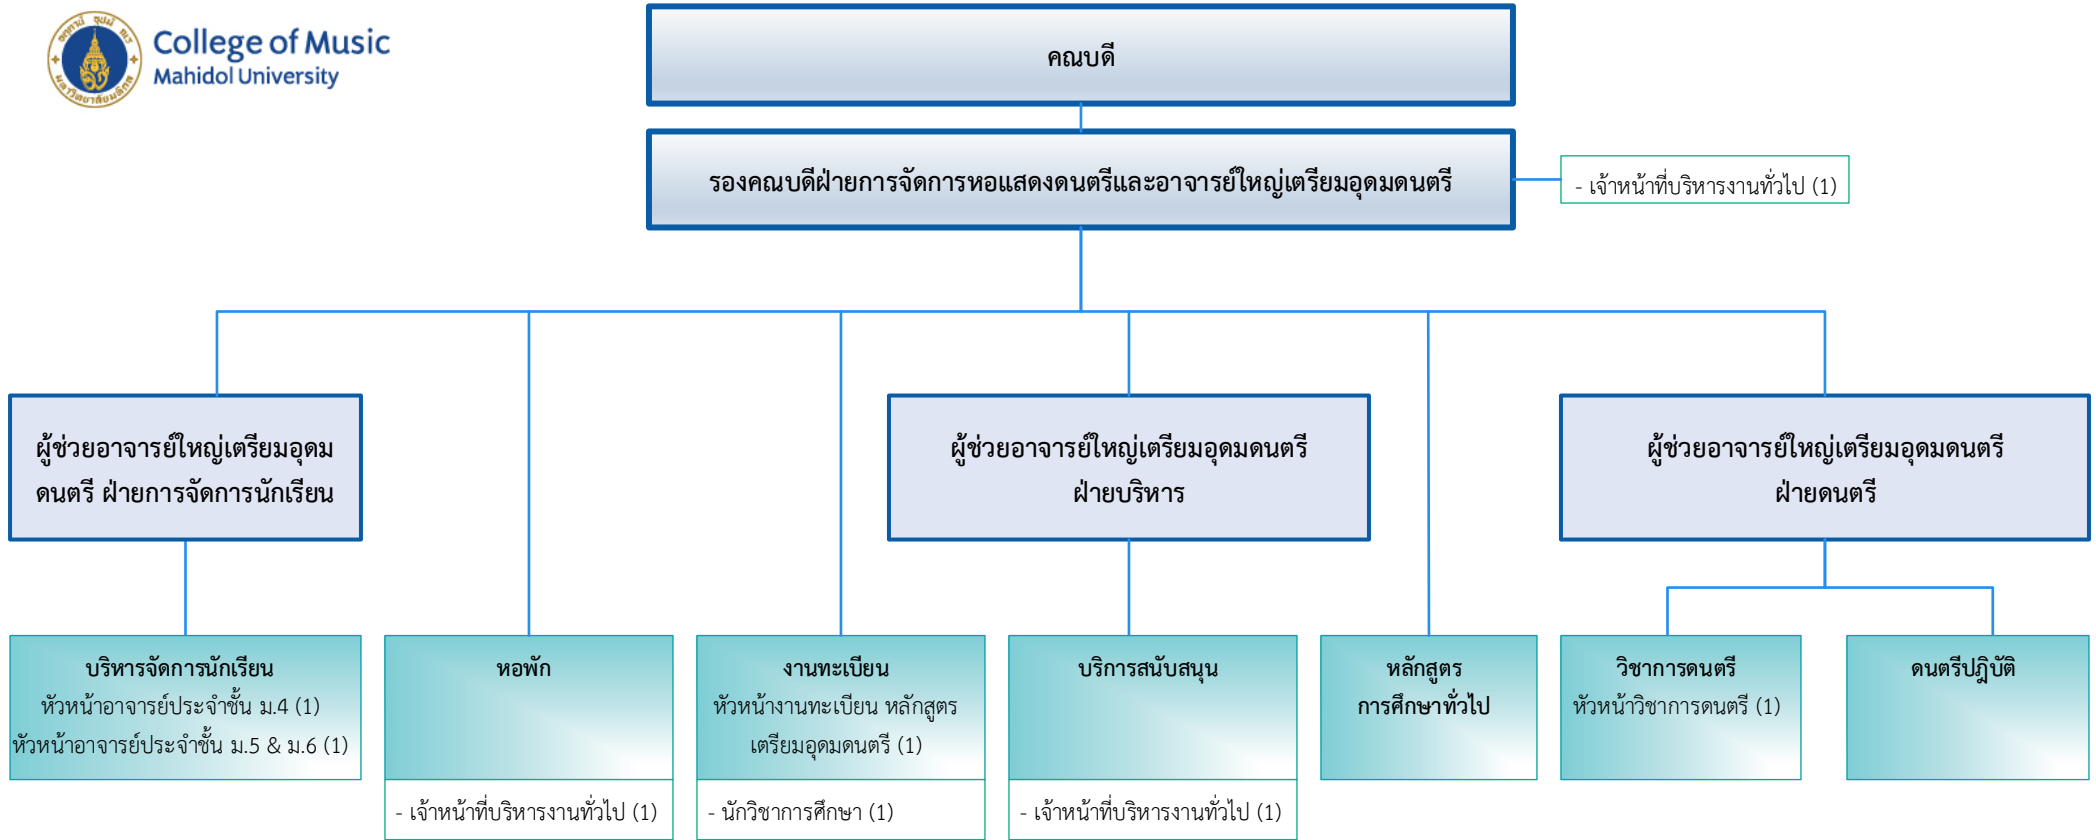 College of Music
Mahidol University
คณบดี
รองคณบดีฝ่ายการจัดการหอแสดงดนตรีและอาจารย์ใหญ่เตรียมอุดมดนตรี
- เจ้าหน้าที่บริหารงานทั่วไป (1)
ผู้ช่วยอาจารย์ใหญ่เตรียมอุดม
ดนตรี ฝ่ายการจัดการนักเรียน
ผู้ช่วยอาจารย์ใหญ่เตรียมอุดมดนตรี
ฝ่ายบริหาร
ผู้ช่วยอาจารย์ใหญ่เตรียมอุดมดนตรี
ฝ่ายดนตรี
บริหารจัดการนักเรียน
หัวหน้าอาจารย์ประจำชั้น ม.4 (1)
หัวหน้าอาจารย์ประจำชั้น ม.5 & ม.6 (1)
หอพัก
- เจ้าหน้าที่บริหารงานทั่วไป (1)
งานทะเบียน
หัวหน้างานทะเบียน หลักสูตร
เตรียมอุดมดนตรี (1)
- นักวิชาการศึกษา (1)
บริการสนับสนุน
- เจ้าหน้าที่บริหารงานทั่วไป (1)
หลักสูตร
การศึกษาทั่วไป
วิชาการดนตรี
หัวหน้าวิชาการดนตรี (1)
ดนตรีปฏิบัติ